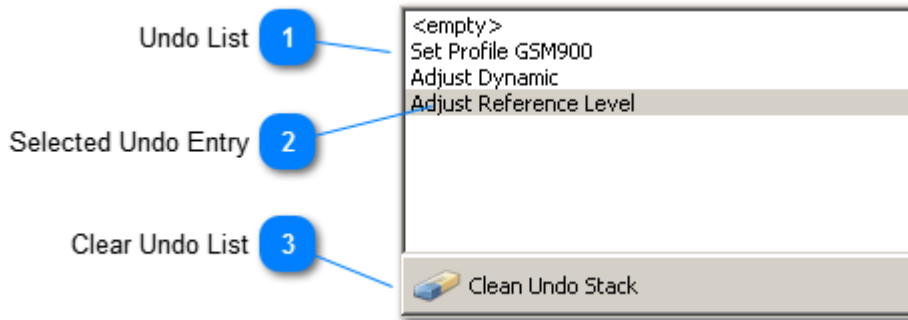 Undo List 1
Selected Undo Entry 2
Clear Undo List 3
<empty>
Set Profile GSM900
Adjust Dynamic
Adjust Reference Level
Clean Undo Stack